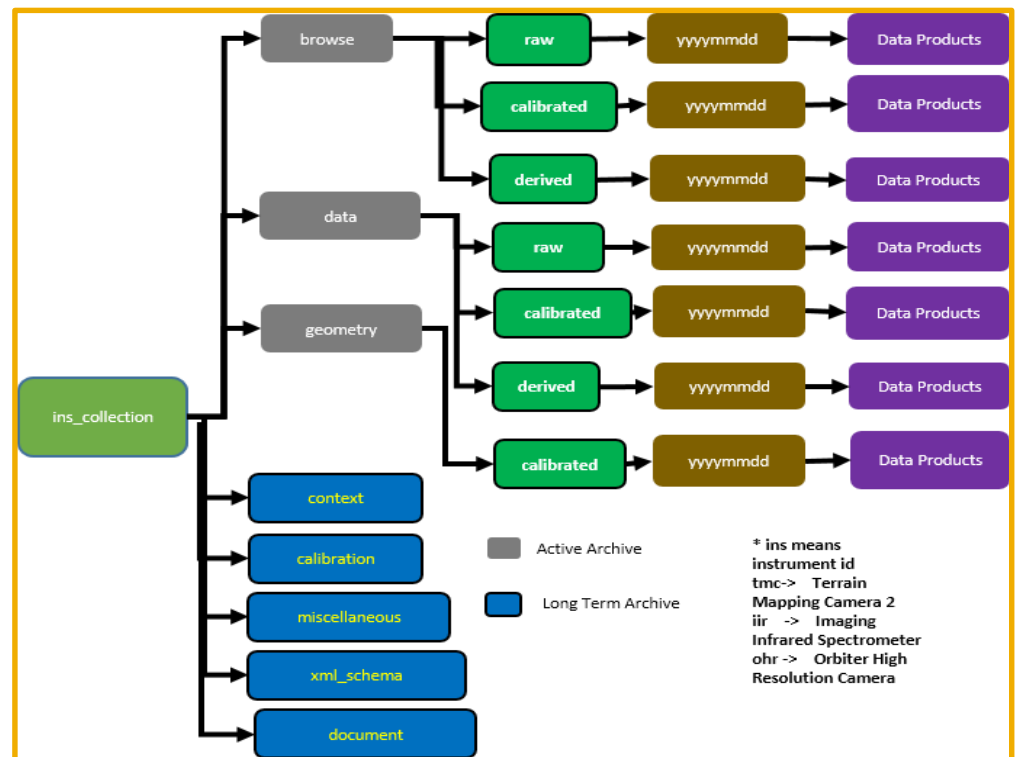 browse
raw
yyyymmdd
Data Products
calibrated
yyyymmdd
Data Products
derived
yyyymmdd
Data Products
data
raw
yyyymmdd
Data Products
calibrated
yyyymmdd
Data Products
geometry
derived
yyyymmdd
Data Products
ins_collection
calibrated
yyyymmdd
Data Products
context
calibration
miscellaneous
xml_schema
document
Active Archive
Long Term Archive
* ins means
instrument id
tmc-> Terrain
Mapping Camera 2
iir -> Imaging
Infrared Spectrometer
ohr -> Orbiter High
Resolution Camera